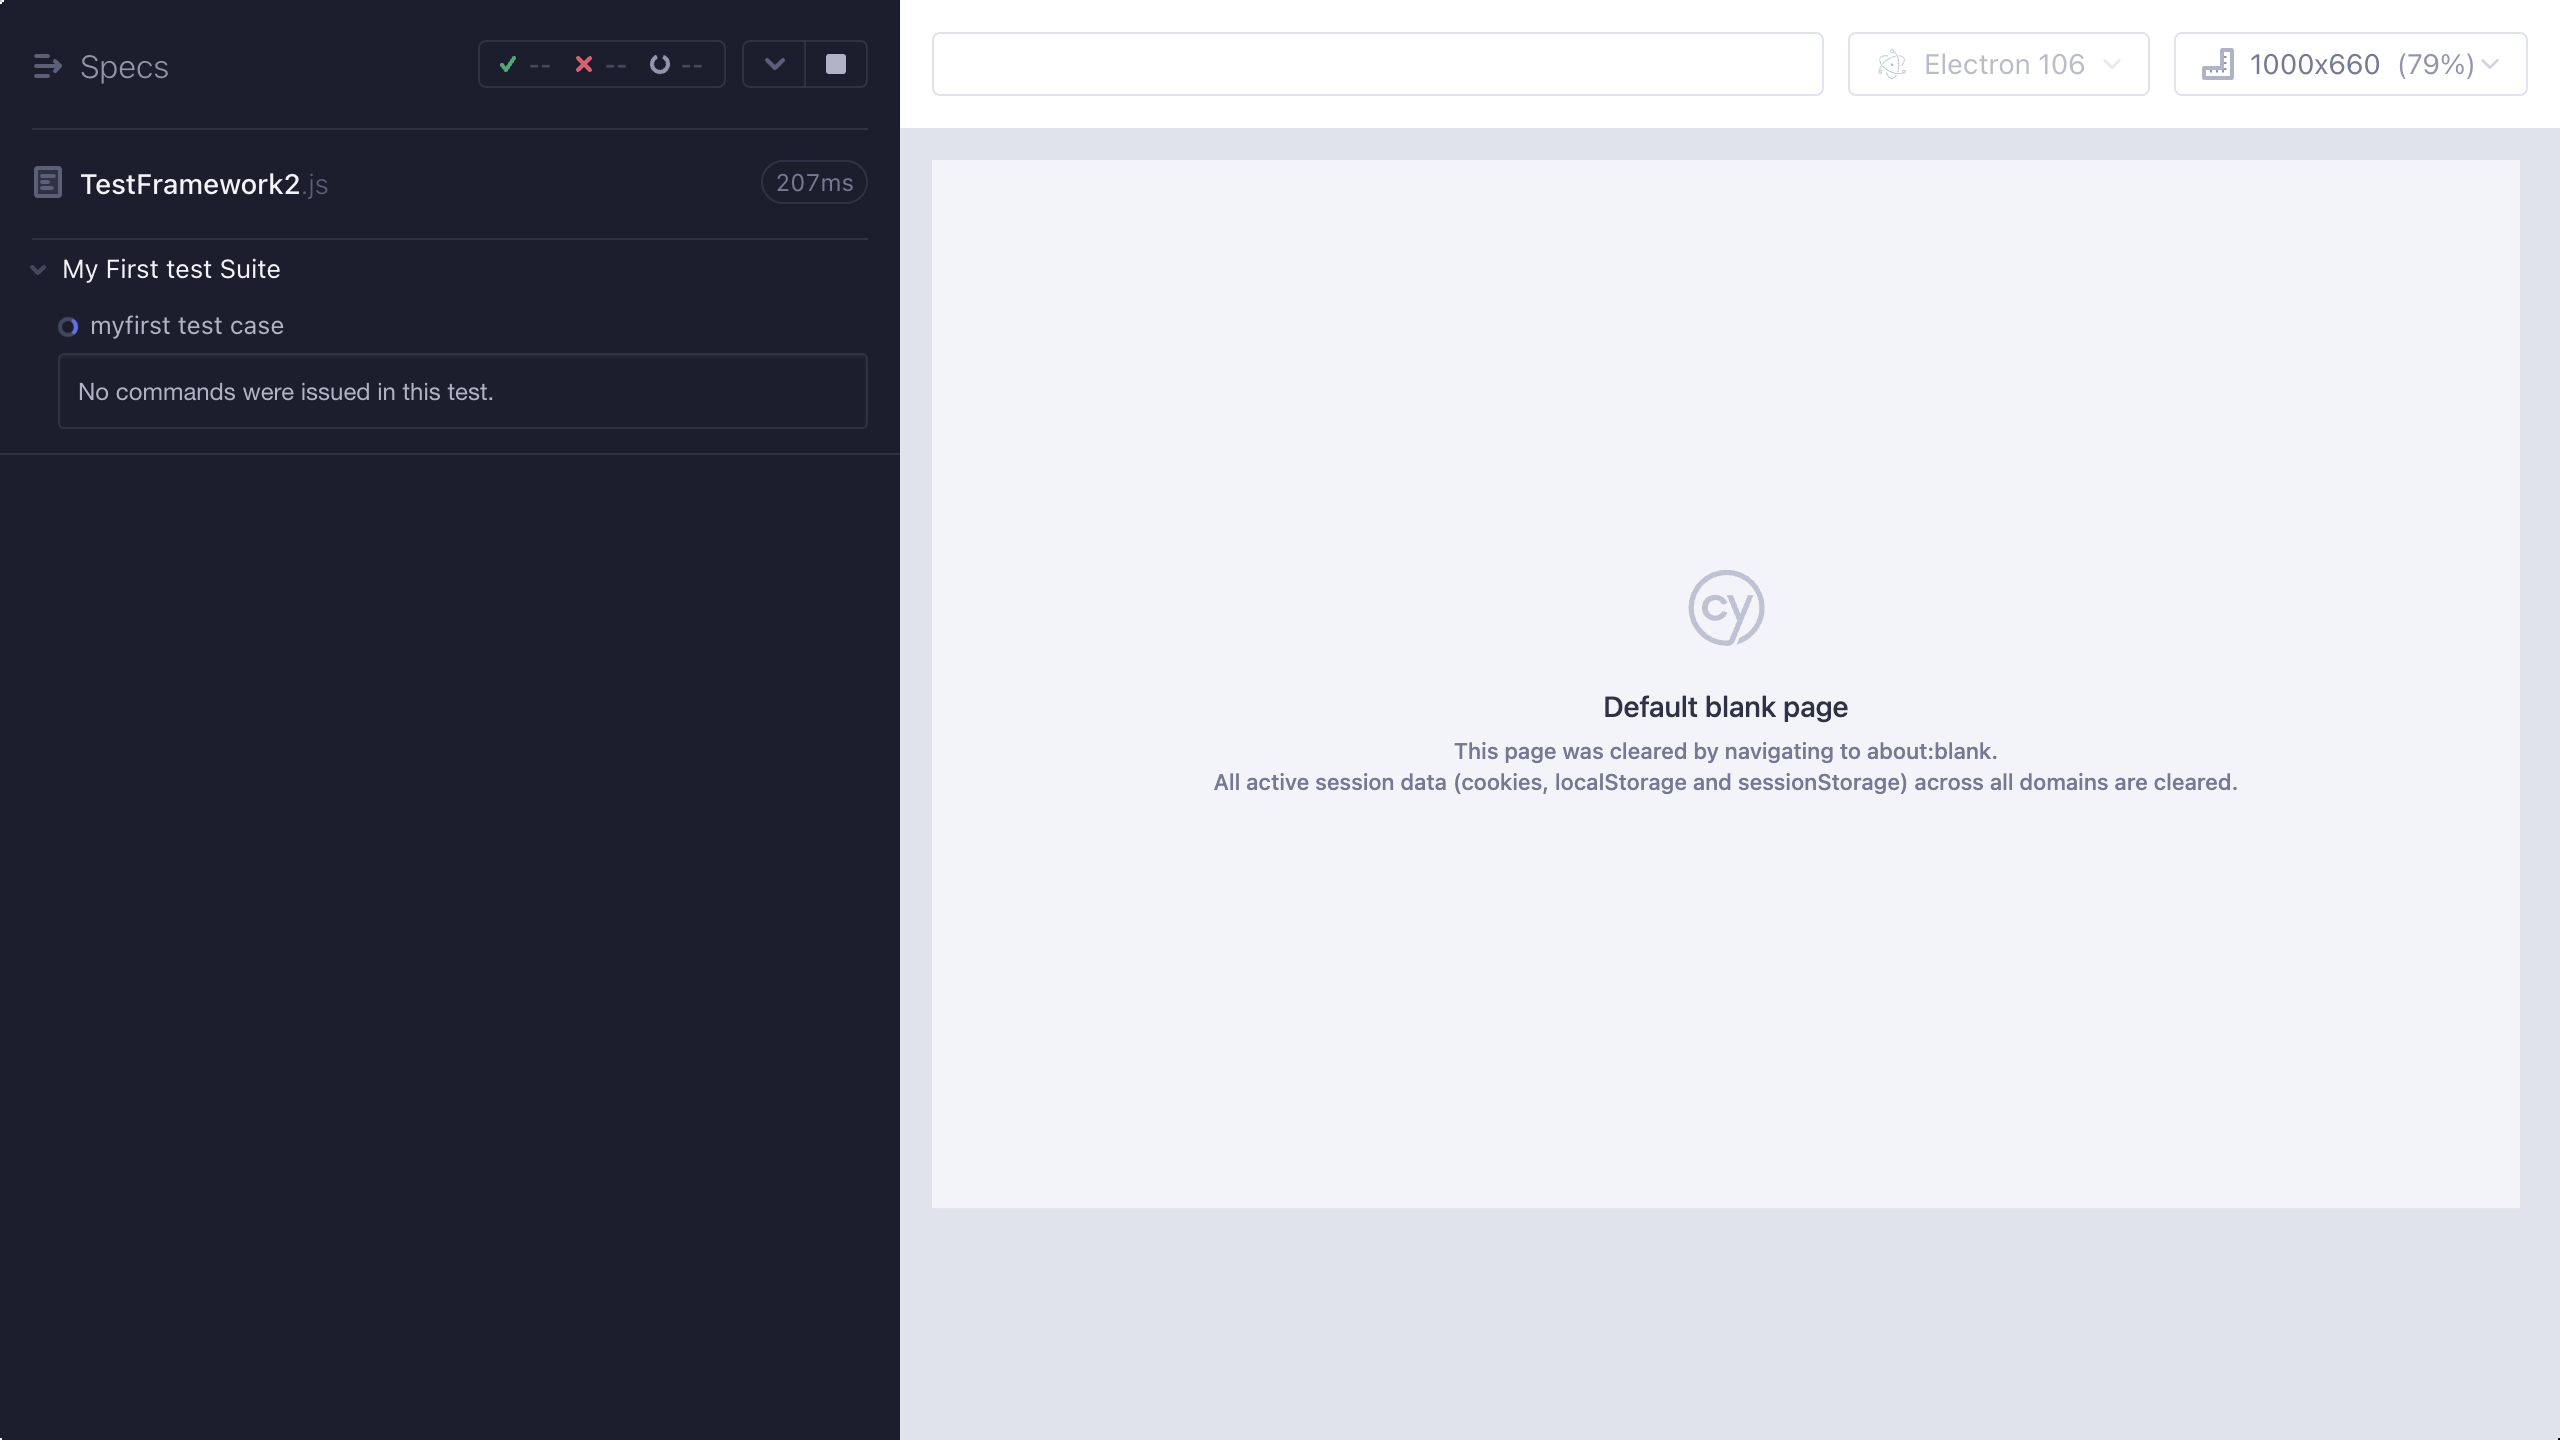 Specs
-- -- --
TestFramework2.js
207ms
My First test Suite
myfirst test case
No commands were issued in this test.
Electron 106
1000x660 (79%)
cy
Default blank page
This page was cleared by navigating to about:blank.
All active session data (cookies, localStorage and sessionStorage) across all domains are cleared.